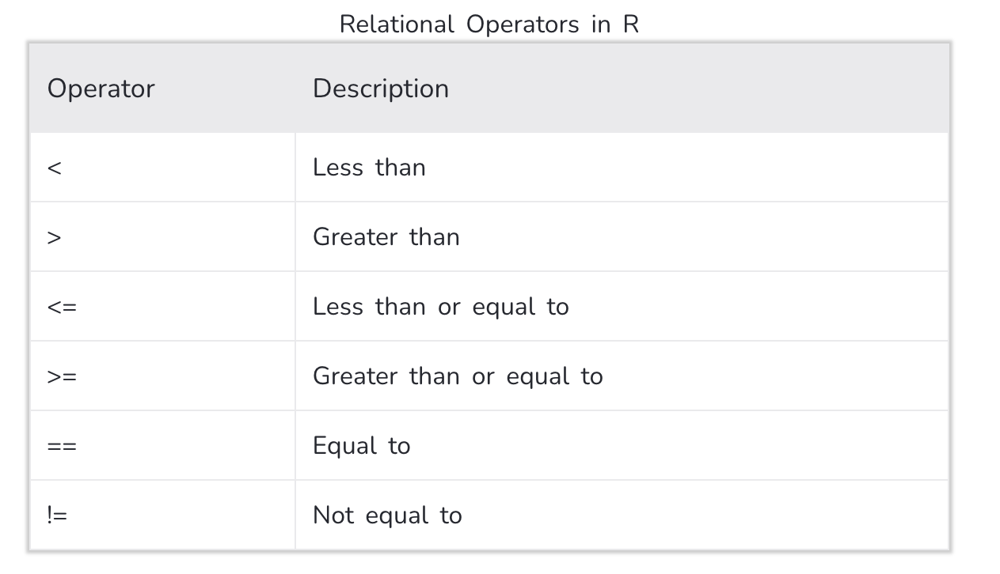 Relational Operators in R
Operator Description
< Less than
> Greater than
<= Less than or equal to
>= Greater than or equal to
== Equal to
!= Not equal to